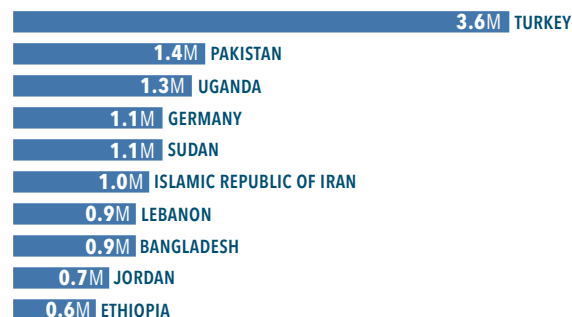 3.6M TURKEY
1.4M PAKISTAN
1.3M UGANDA
1.1M GERMANY
1.1M SUDAN
1.0M ISLAMIC REPUBLIC OF IRAN
0.9M LEBANON
0.9M BANGLADESH
0.7M JORDAN
0.6M ETHIOPIA